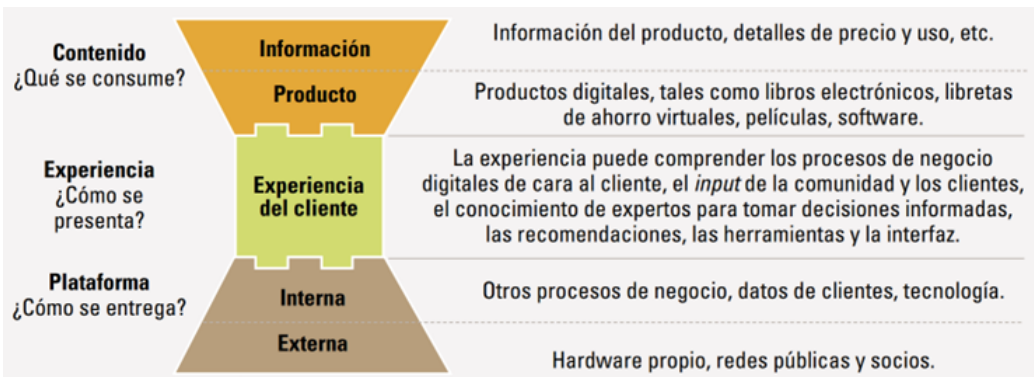 Contenido
¿Qué se consume?
Información
Información del producto, detalles de precio y uso, etc.
Producto
Productos digitales, tales como libros electrónicos, libretas
de ahorro virtuales, películas, software.
Experiencia
¿Cómo se
presenta?
Experiencia
del cliente
La experiencia puede comprender los procesos de negocio
digitales de cara al cliente, el input de la comunidad y los clientes,
el conocimiento de expertos para tomar decisiones informadas,
las recomendaciones, las herramientas y la interfaz.
Plataforma
¿Cómo se entrega?
Interna
Otros procesos de negocio, datos de clientes, tecnología.
Externa
Hardware propio, redes públicas y socios.